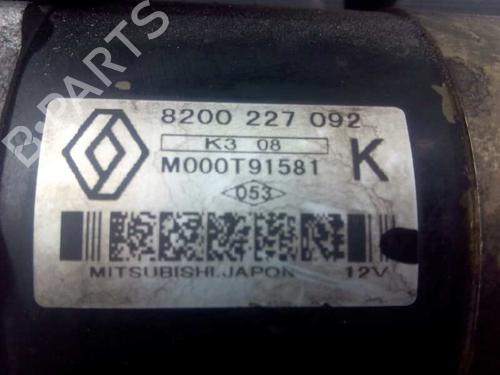 B-PARTS
8200 227 092
K3 08
M000T91581
K
053
MITSUBISHI.JAPON
12V